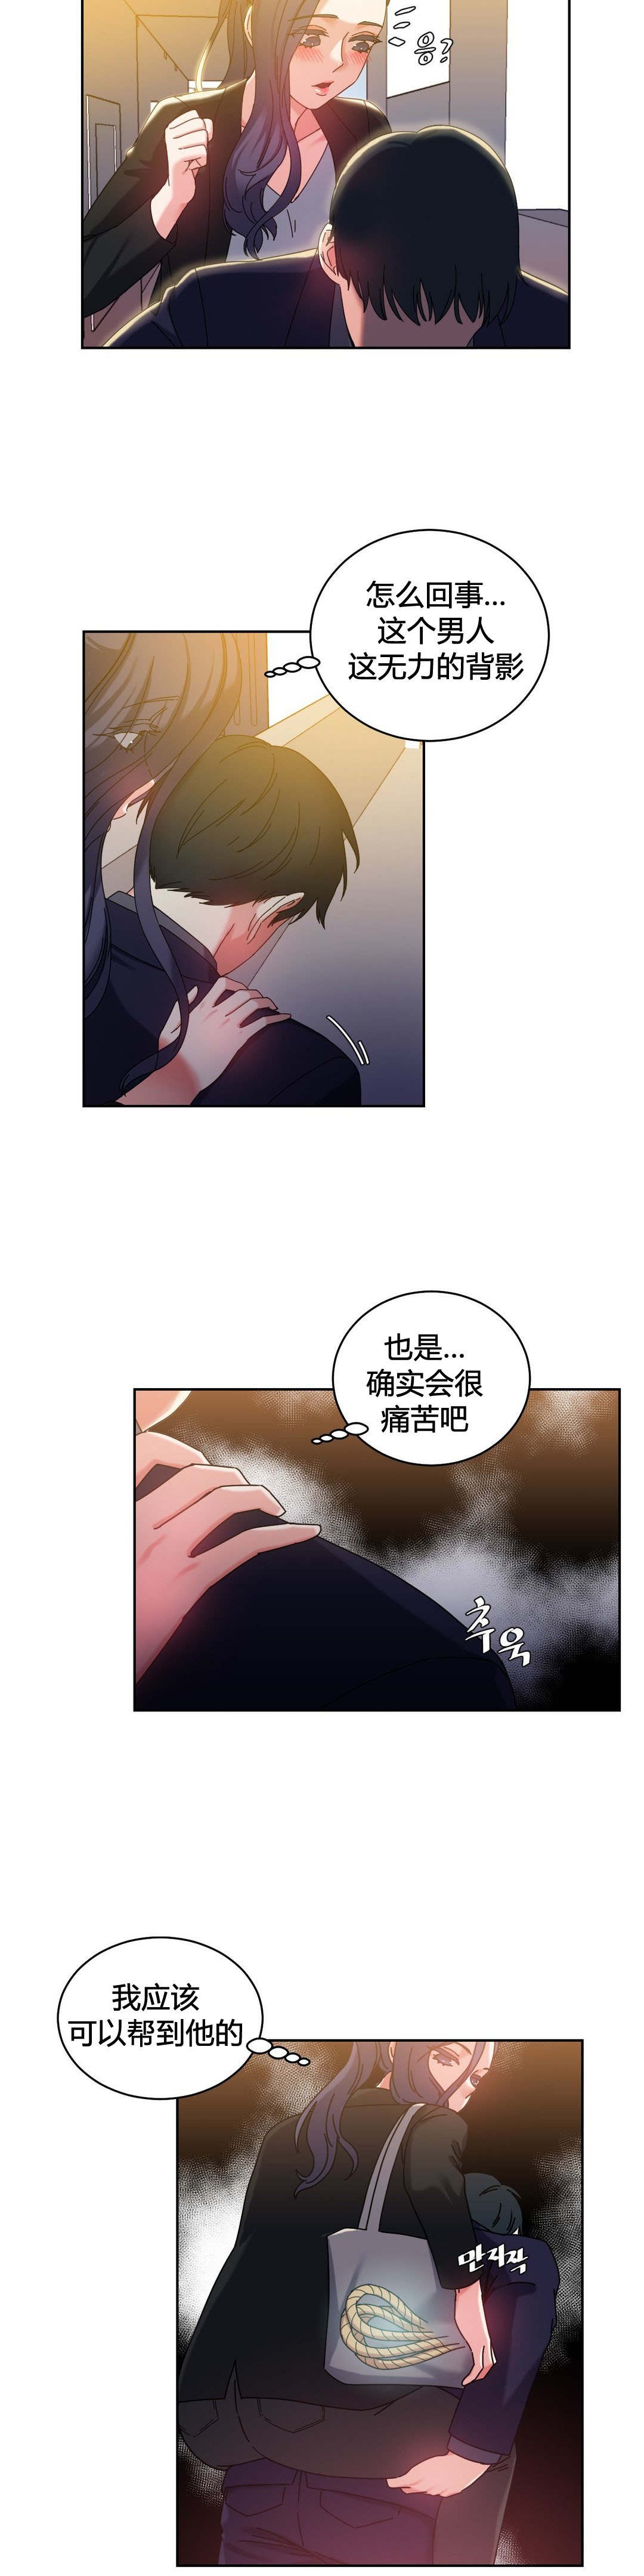 응?
怎么回事...
这个男人
这无力的背影
也是...
确实会很
痛苦吧
추욱
我应该
可以帮到他的
만지작